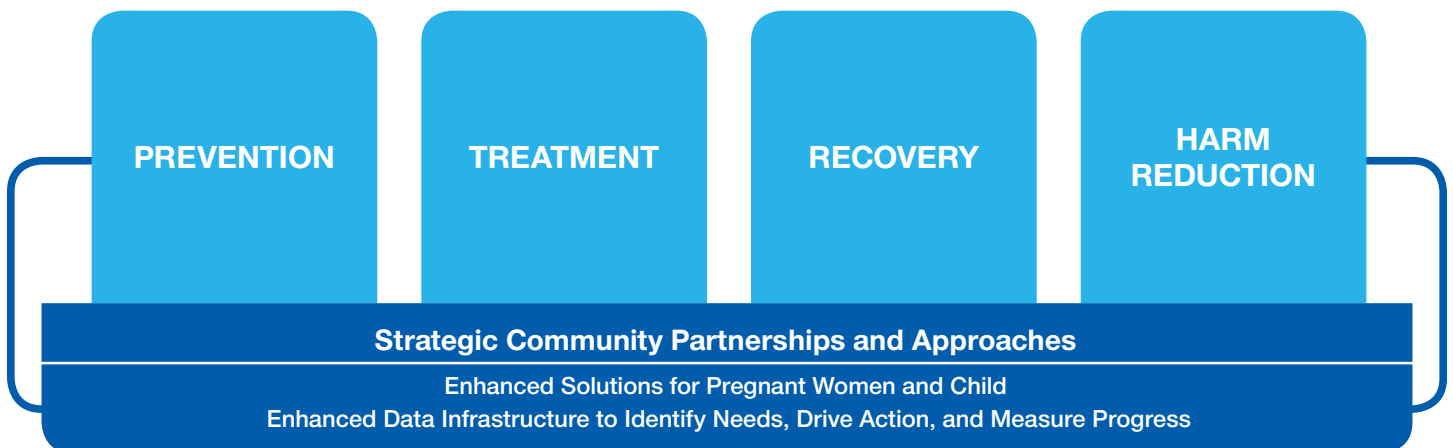 PREVENTION
TREATMENT
RECOVERY
HARM
REDUCTION
Strategic Community Partnerships and Approaches
Enhanced Solutions for Pregnant Women and Child
Enhanced Data Infrastructure to Identify Needs, Drive Action, and Measure Progress